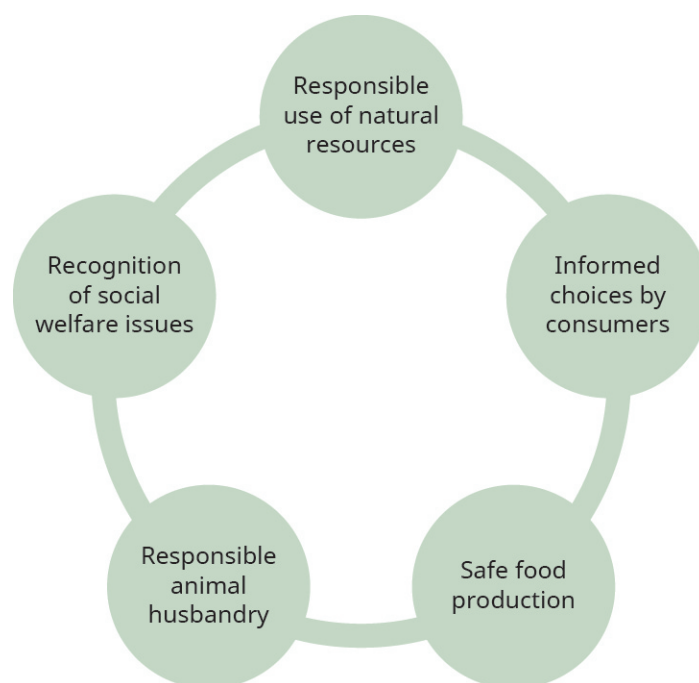 Responsible
use of natural
resources
Informed
choices by
consumers
Safe food
production
Responsible
animal
husbandry
Recognition
of social
welfare issues